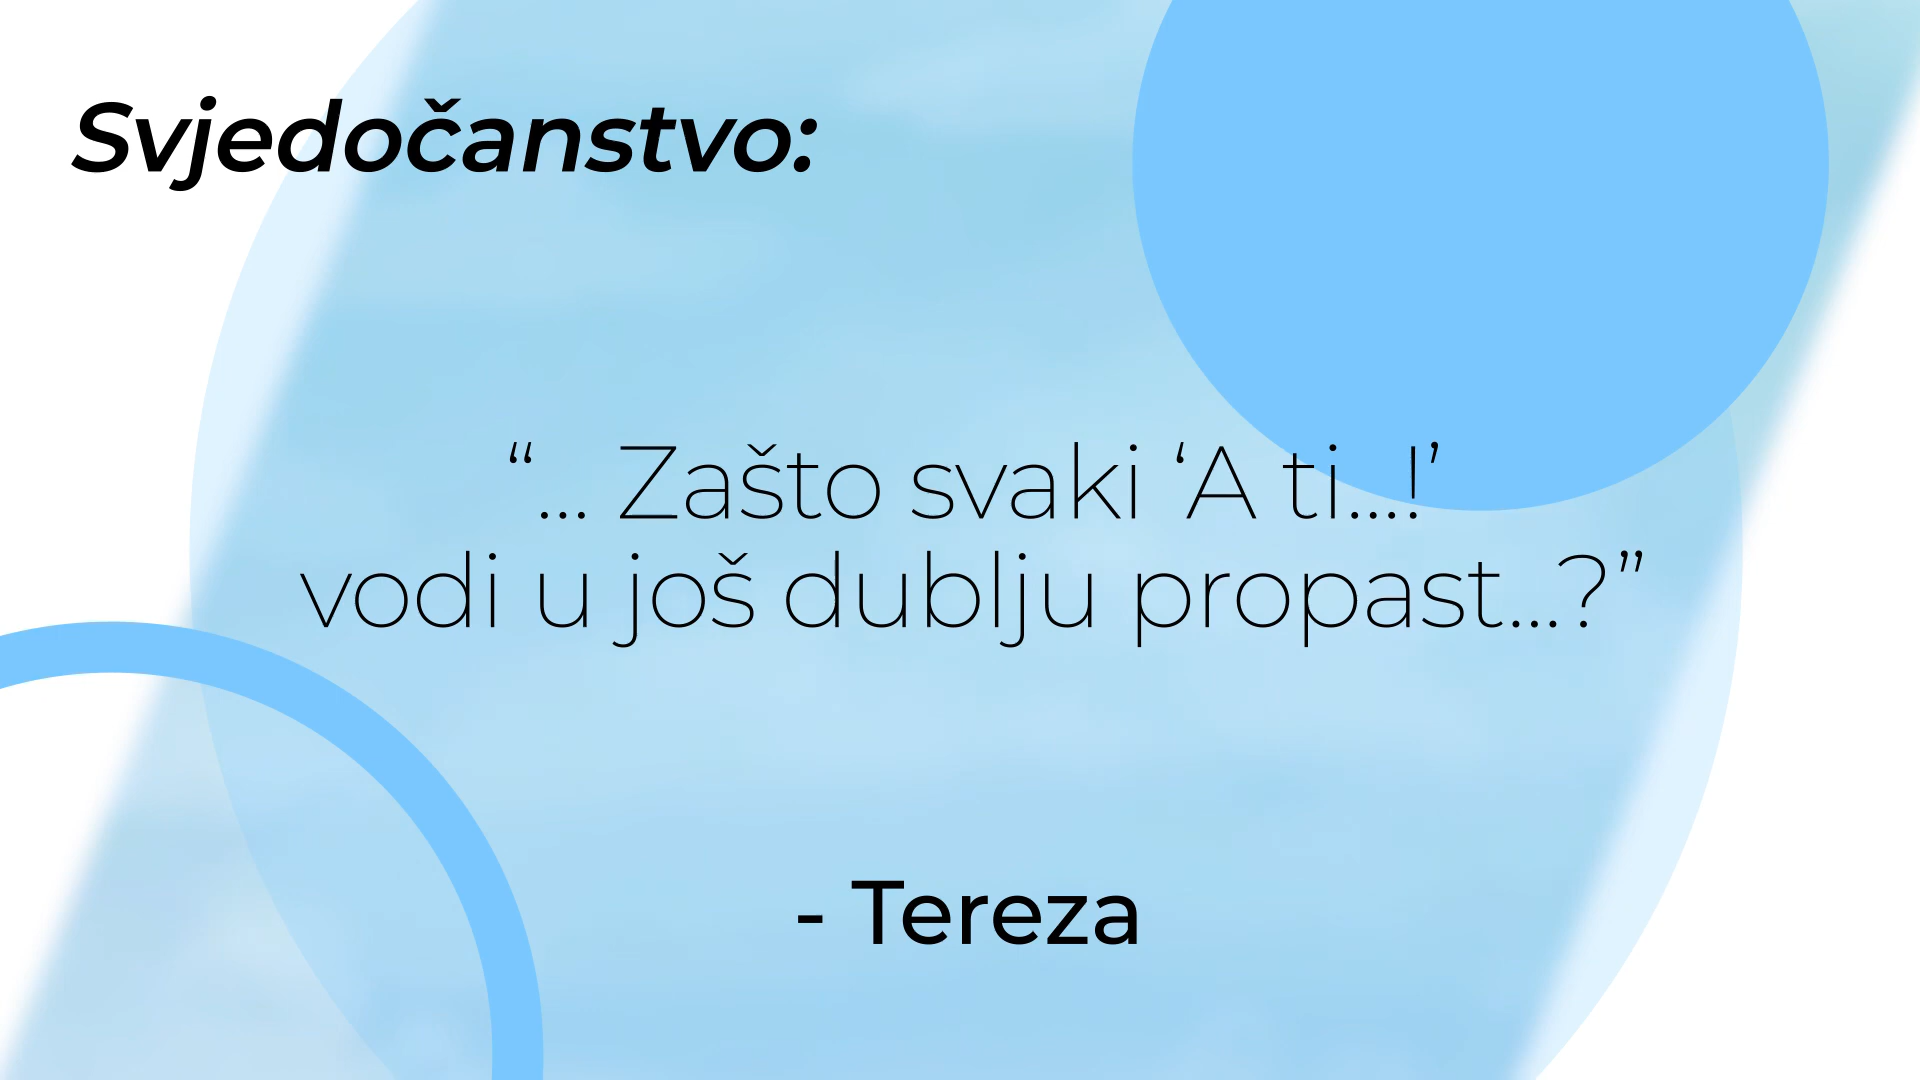 Svjedočanstvo:
“... Zašto svaki ‘A ti...!’
vodi u još dublju propast...?”
- Tereza